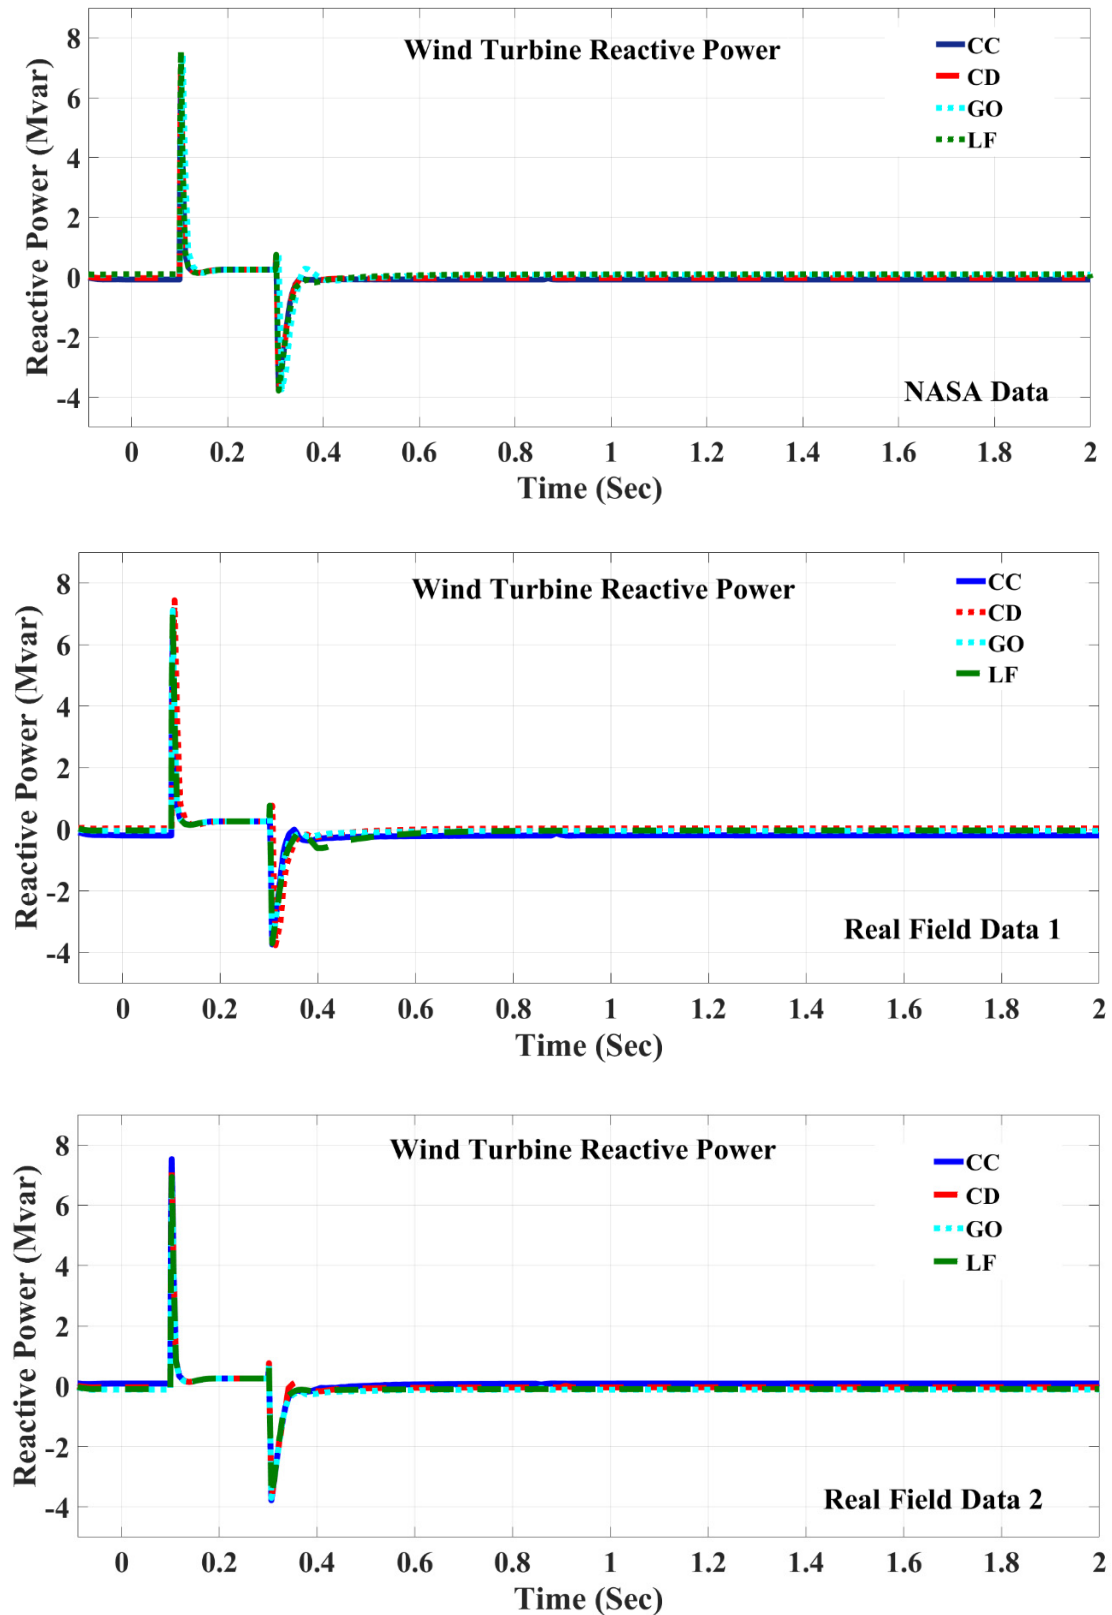 Wind Turbine Reactive Power
CC
CD
GO
LF
Reactive Power (Mvar)
8
6
4
2
0
-2
-4
NASA Data
0 0.2 0.4 0.6 0.8 1 1.2 1.4 1.6 1.8 2
Time (Sec)
Wind Turbine Reactive Power
CC
CD
GO
LF
Reactive Power (Mvar)
8
6
4
2
0
-2
-4
Real Field Data 1
0 0.2 0.4 0.6 0.8 1 1.2 1.4 1.6 1.8 2
Time (Sec)
Wind Turbine Reactive Power
CC
CD
GO
LF
Reactive Power (Mvar)
8
6
4
2
0
-2
-4
Real Field Data 2
0 0.2 0.4 0.6 0.8 1 1.2 1.4 1.6 1.8 2
Time (Sec)